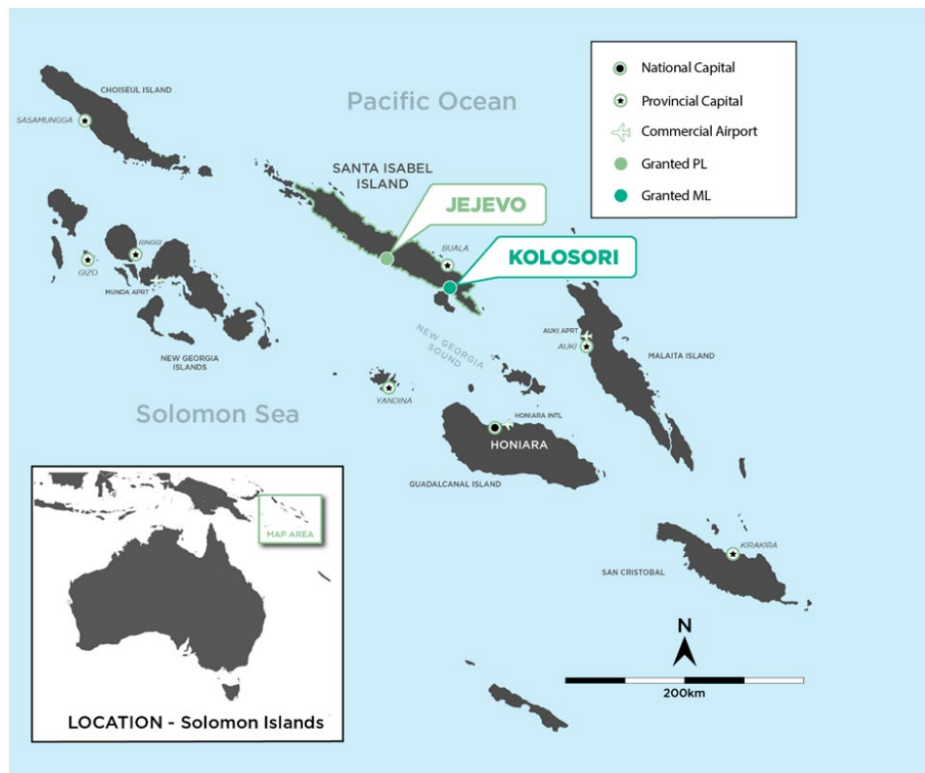 CHOISEUL ISLAND
SASAMUNGGA
Pacific Ocean
National Capital
Provincial Capital
Commercial Airport
Granted PL
Granted ML
SANTA ISABEL
ISLAND
JEJEVO
KOLOSORI
BUALA
RINGGI
GIZO
MUNDA APRT
NEW GEORGIA
ISLANDS
NEW GEORGIA
SOUND
AUKI APRT
AUKI
MALAITA ISLAND
YANDINA
Solomon Sea
HONIARA INTL
HONIARA
GUADALCANAL ISLAND
MAP AREA
KIRAKIRA
SAN CRISTOBAL
N
200km
LOCATION - Solomon Islands